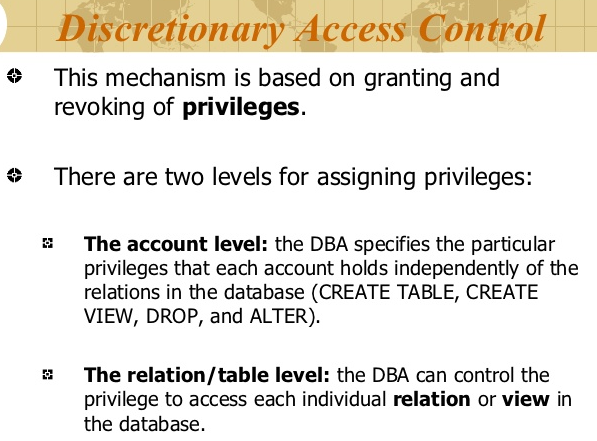 Discretionary Access Control
This mechanism is based on granting and
revoking of privileges.
There are two levels for assigning privileges:
The account level: the DBA specifies the particular
privileges that each account holds independently of the
relations in the database (CREATE TABLE, CREATE
VIEW, DROP, and ALTER).
The relation/table level: the DBA can control the
privilege to access each individual relation or view in
the database.